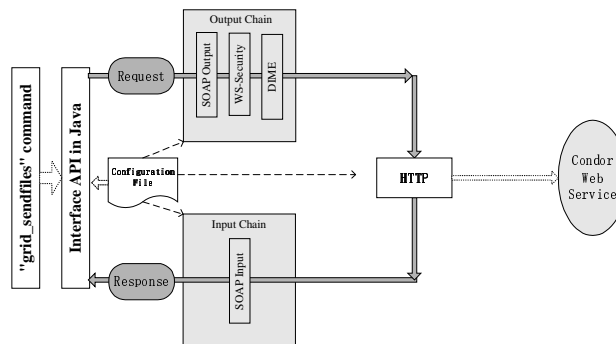 "grid_sendfiles" command
Interface API in Java
Request
Output Chain
SOAP Output
WS-Security
DIME
Configuration
File
HTTP
Condor
Web
Service
Input Chain
SOAP Input
Response